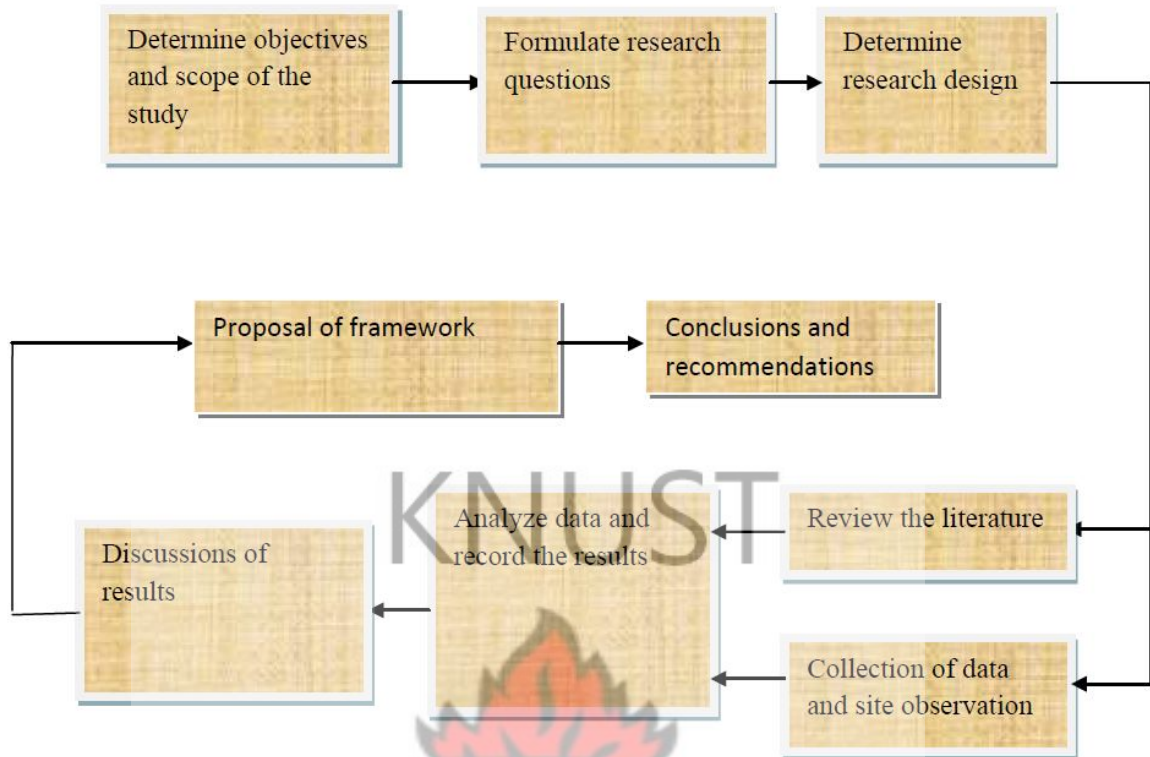 Determine objectives
and scope of the
study
Formulate research
questions
Determine
research design
Proposal of framework
Conclusions and
recommendations
KNUST
Analyze data and
record the results
Review the literature
Discussions of
results
Collection of data
and site observation